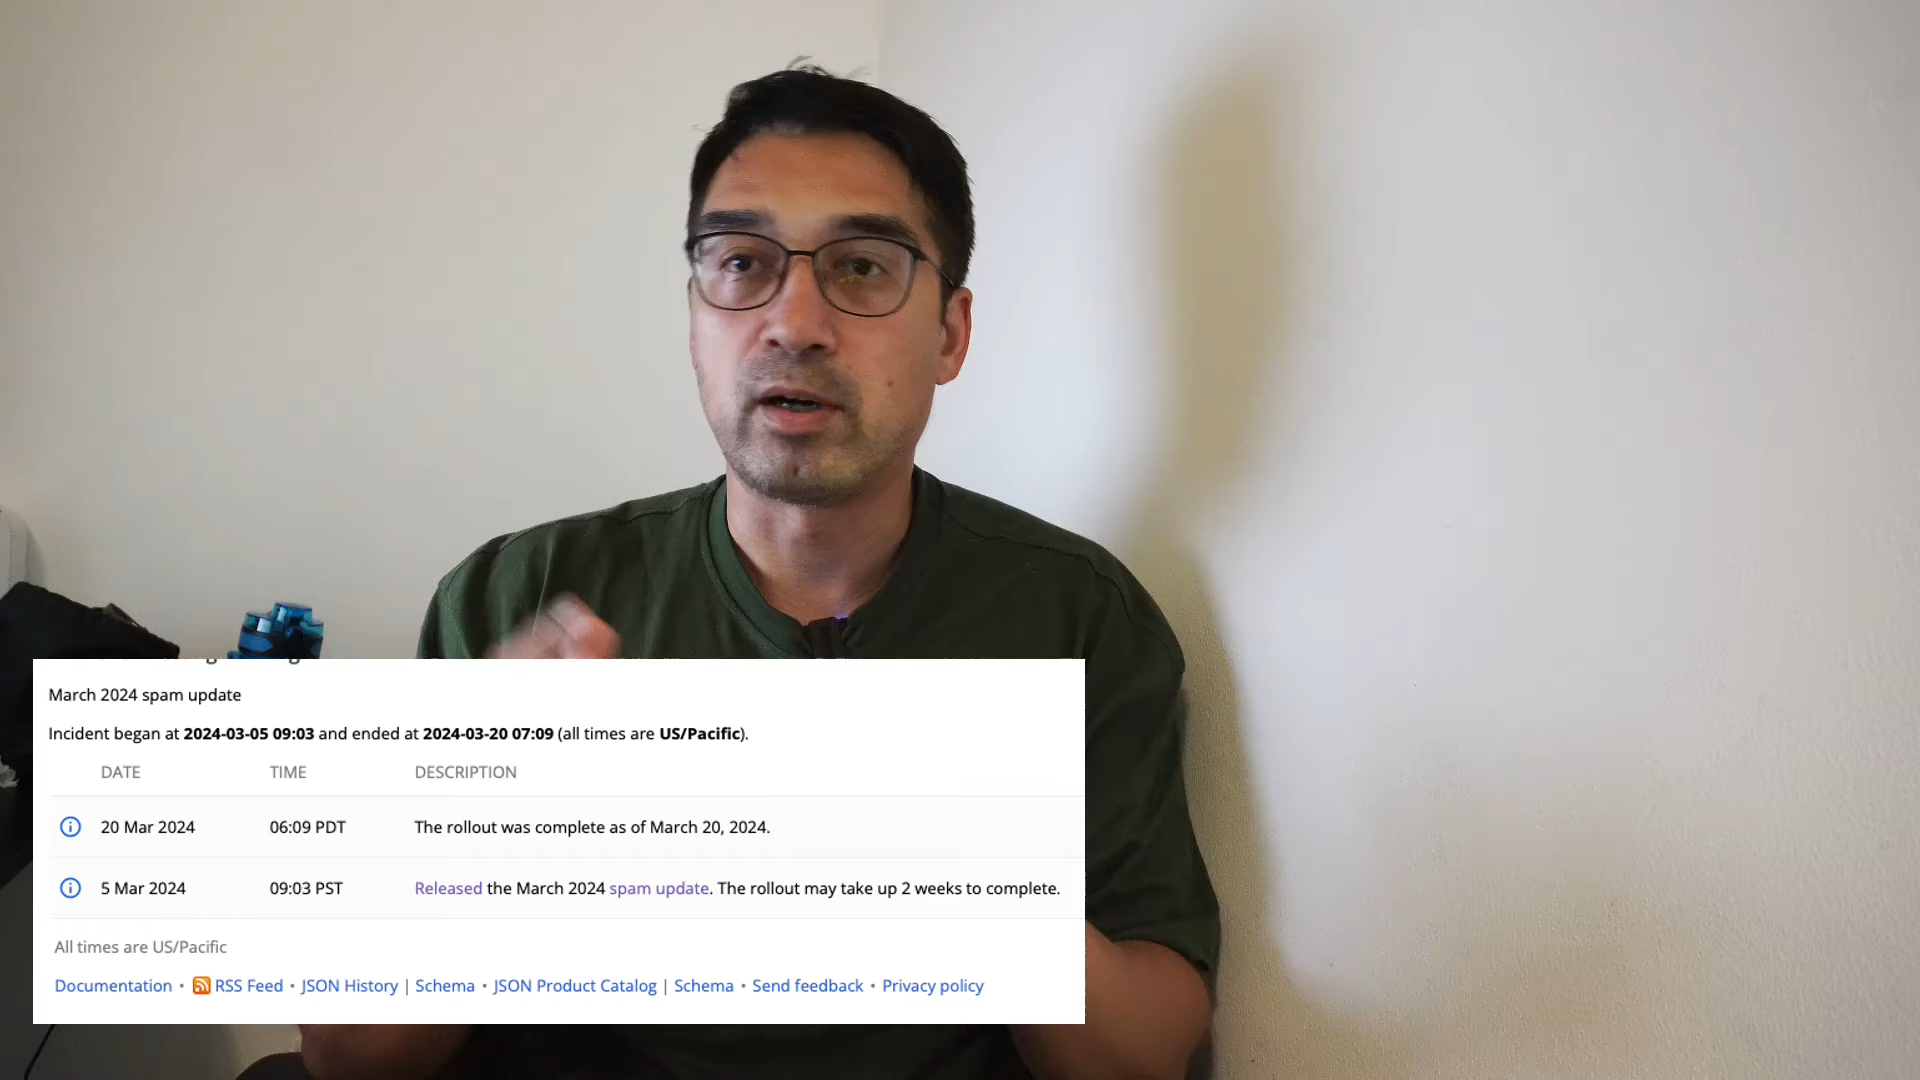 March 2024 spam update
Incident began at 2024-03-05 09:03 and ended at 2024-03-20 07:09 (all times are US/Pacific).
DATE TIME DESCRIPTION
20 Mar 2024 06:09 PDT The rollout was complete as of March 20, 2024.
5 Mar 2024 09:03 PST Released the March 2024 spam update. The rollout may take up 2 weeks to complete.
All times are US/Pacific
Documentation • RSS Feed • JSON History | Schema • JSON Product Catalog | Schema • Send feedback • Privacy policy